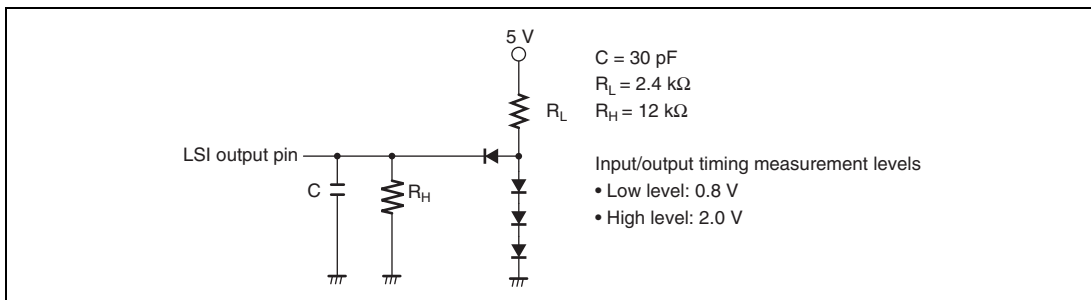 5 V
C = 30 pF
R_L = 2.4 kΩ
R_L
R_H = 12 kΩ
LSI output pin
Input/output timing measurement levels
C
R_H
• Low level: 0.8 V
• High level: 2.0 V